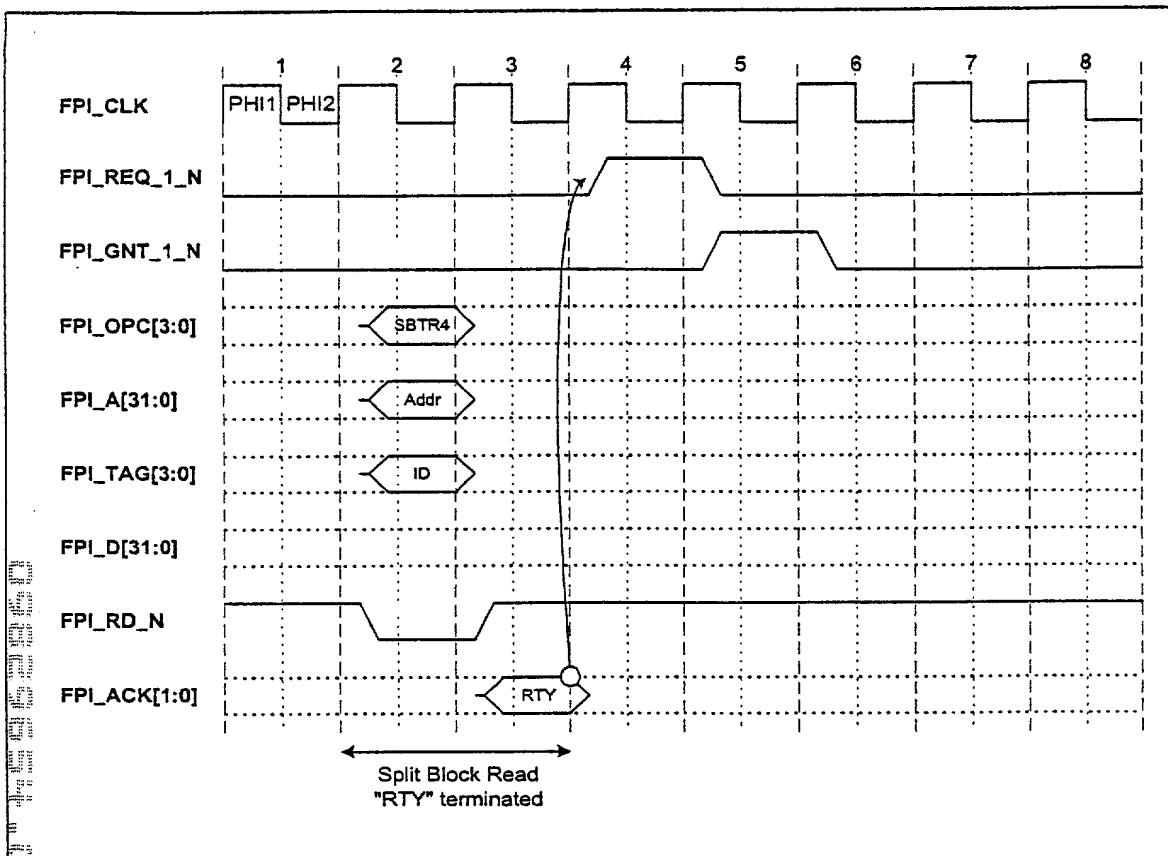 1 2 3 4 5 6 7 8
FPI_CLK PHI1 PHI2
FPI_REQ_1_N
FPI_GNT_1_N
FPI_OPC[3:0] SBTR4
FPI_A[31:0] Addr
FPI_TAG[3:0] ID
FPI_D[31:0]
FPI_RD_N
FPI_ACK[1:0] RTY
Split Block Read
"RTY" terminated